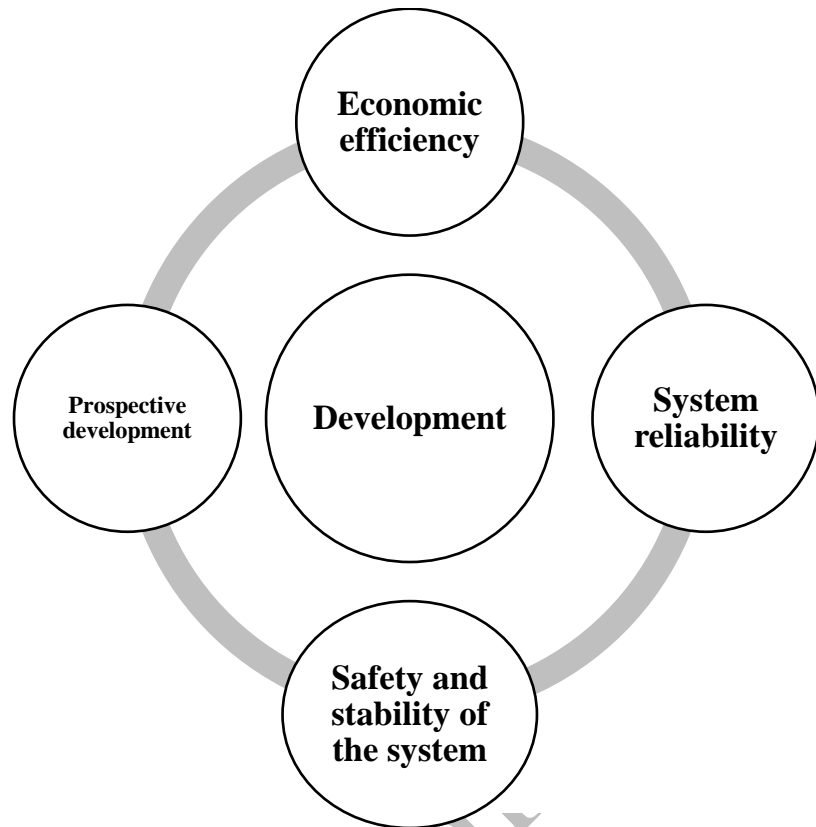 Economic
efficiency
Prospective
development
Development
System
reliability
Safety and
stability of
the system